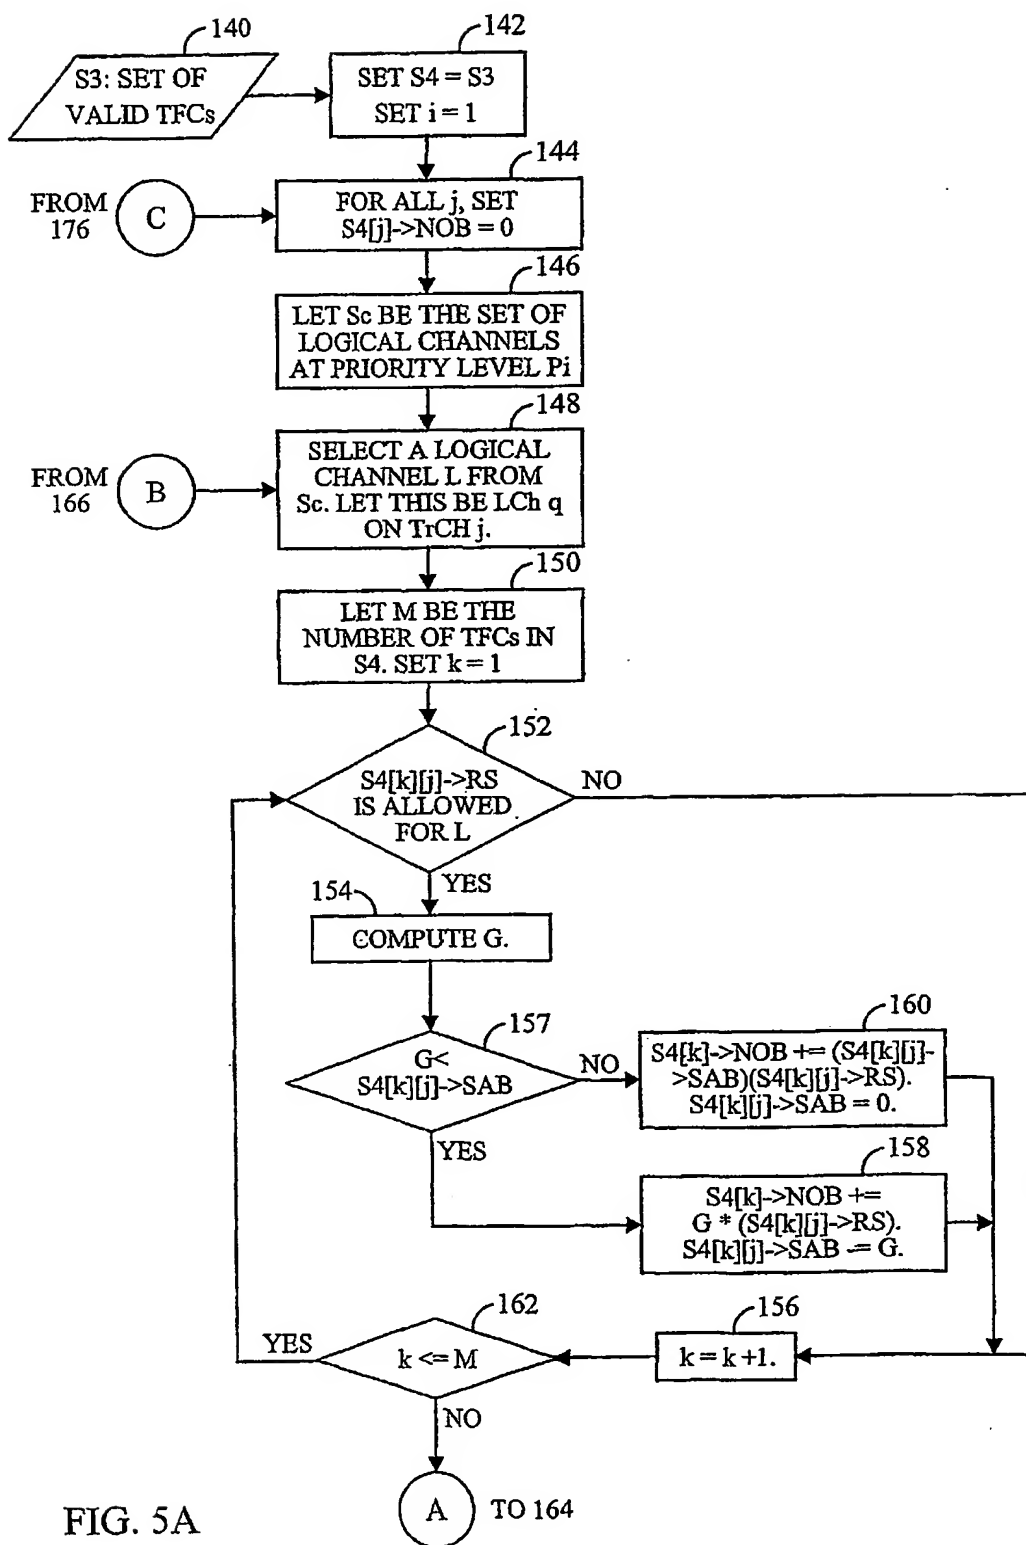 140
S3: SET OF
VALID TFCs
142
SET S4 = S3
SET i = 1
144
FROM
176
C
FOR ALL j, SET
S4[j]->NOB = 0
146
LET Sc BE THE SET OF
LOGICAL CHANNELS
AT PRIORITY LEVEL Pi
148
FROM
166
B
SELECT A LOGICAL
CHANNEL L FROM
Sc. LET THIS BE LCh q
ON TrCH j.
150
LET M BE THE
NUMBER OF TFCs IN
S4. SET k = 1
152
S4[k][j]->RS
IS ALLOWED
FOR L
NO
YES
154
COMPUTE G.
157
G<
S4[k][j]->SAB
NO
YES
160
S4[k]->NOB += (S4[k][j]-
>SAB)(S4[k][j]->RS).
S4[k][j]->SAB = 0.
158
S4[k]->NOB +=
G * (S4[k][j]->RS).
S4[k][j]->SAB -= G.
162
YES
k <= M
156
k = k +1.
NO
A
TO 164
FIG. 5A